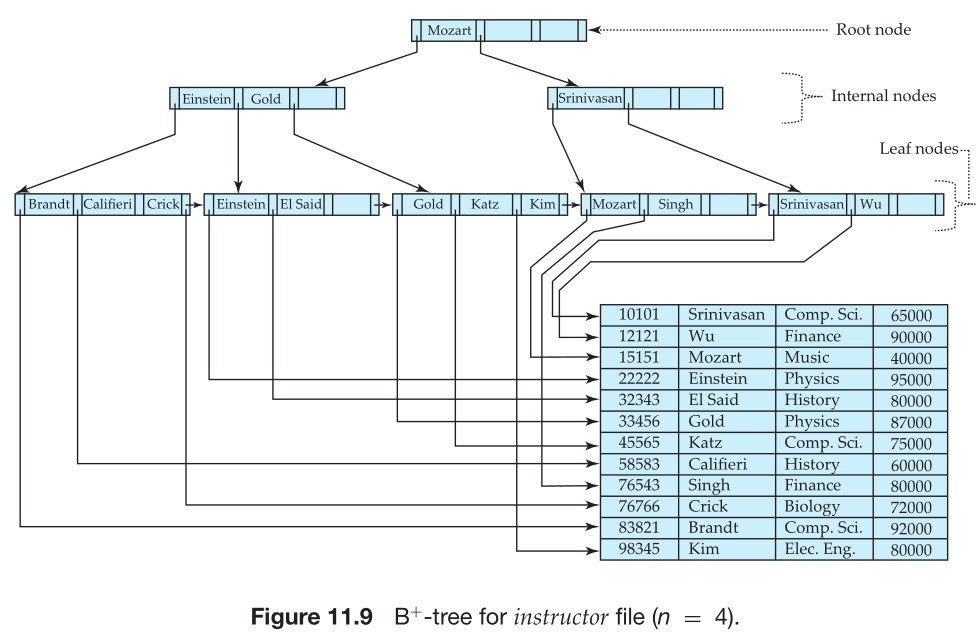 Mozart
Root node
Einstein Gold
Srinivasan
Internal nodes
Leaf nodes
Brandt Califieri Crick
Einstein El Said
Gold Katz Kim
Mozart Singh
Srinivasan Wu
10101 Srinivasan Comp. Sci. 65000
12121 Wu Finance 90000
15151 Mozart Music 40000
22222 Einstein Physics 95000
32343 El Said History 80000
33456 Gold Physics 87000
45565 Katz Comp. Sci. 75000
58583 Califieri History 60000
76543 Singh Finance 80000
76766 Crick Biology 72000
83821 Brandt Comp. Sci. 92000
98345 Kim Elec. Eng. 80000
Figure 11.9 B⁺-tree for instructor file (n = 4).